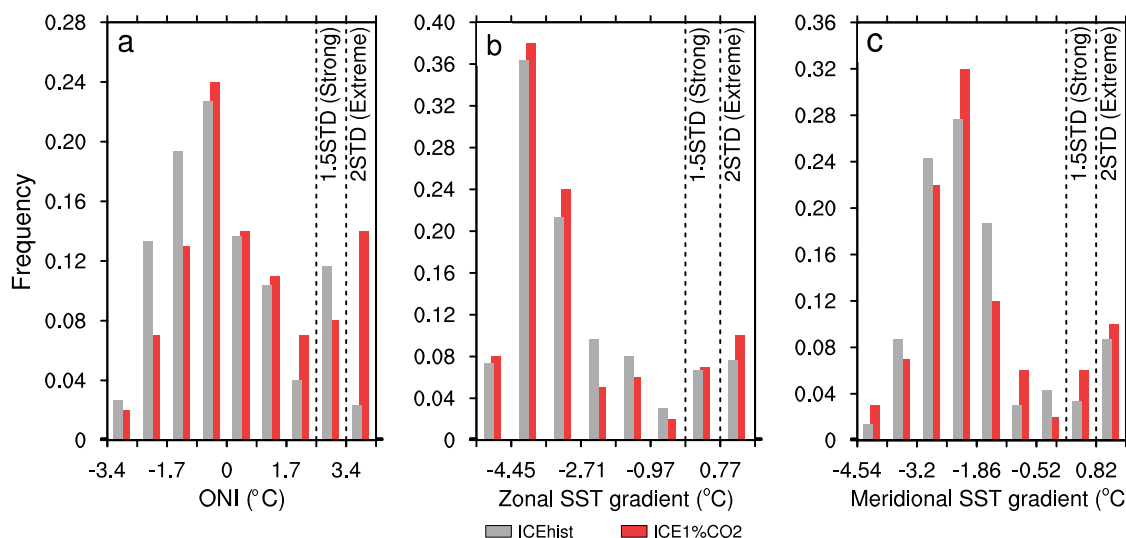 a
0.28
0.24
0.20
0.16
0.12
0.08
0.04
0
Frequency
1.5STD (Strong)
2STD (Extreme)
-3.4 -1.7 0 1.7 3.4
ONI (°C)
b
0.36
0.32
0.28
0.24
0.20
0.16
0.12
0.08
0.04
0
1.5STD (Strong)
2STD (Extreme)
-4.45 -2.71 -0.97 0.77
Zonal SST gradient (°C)
c
0.36
0.32
0.28
0.24
0.20
0.16
0.12
0.08
0.04
0
1.5STD (Strong)
2STD (Extreme)
-4.54 -3.2 -1.86 -0.52 0.82
Meridional SST gradient (°C)
ICEhist ICE1%CO2